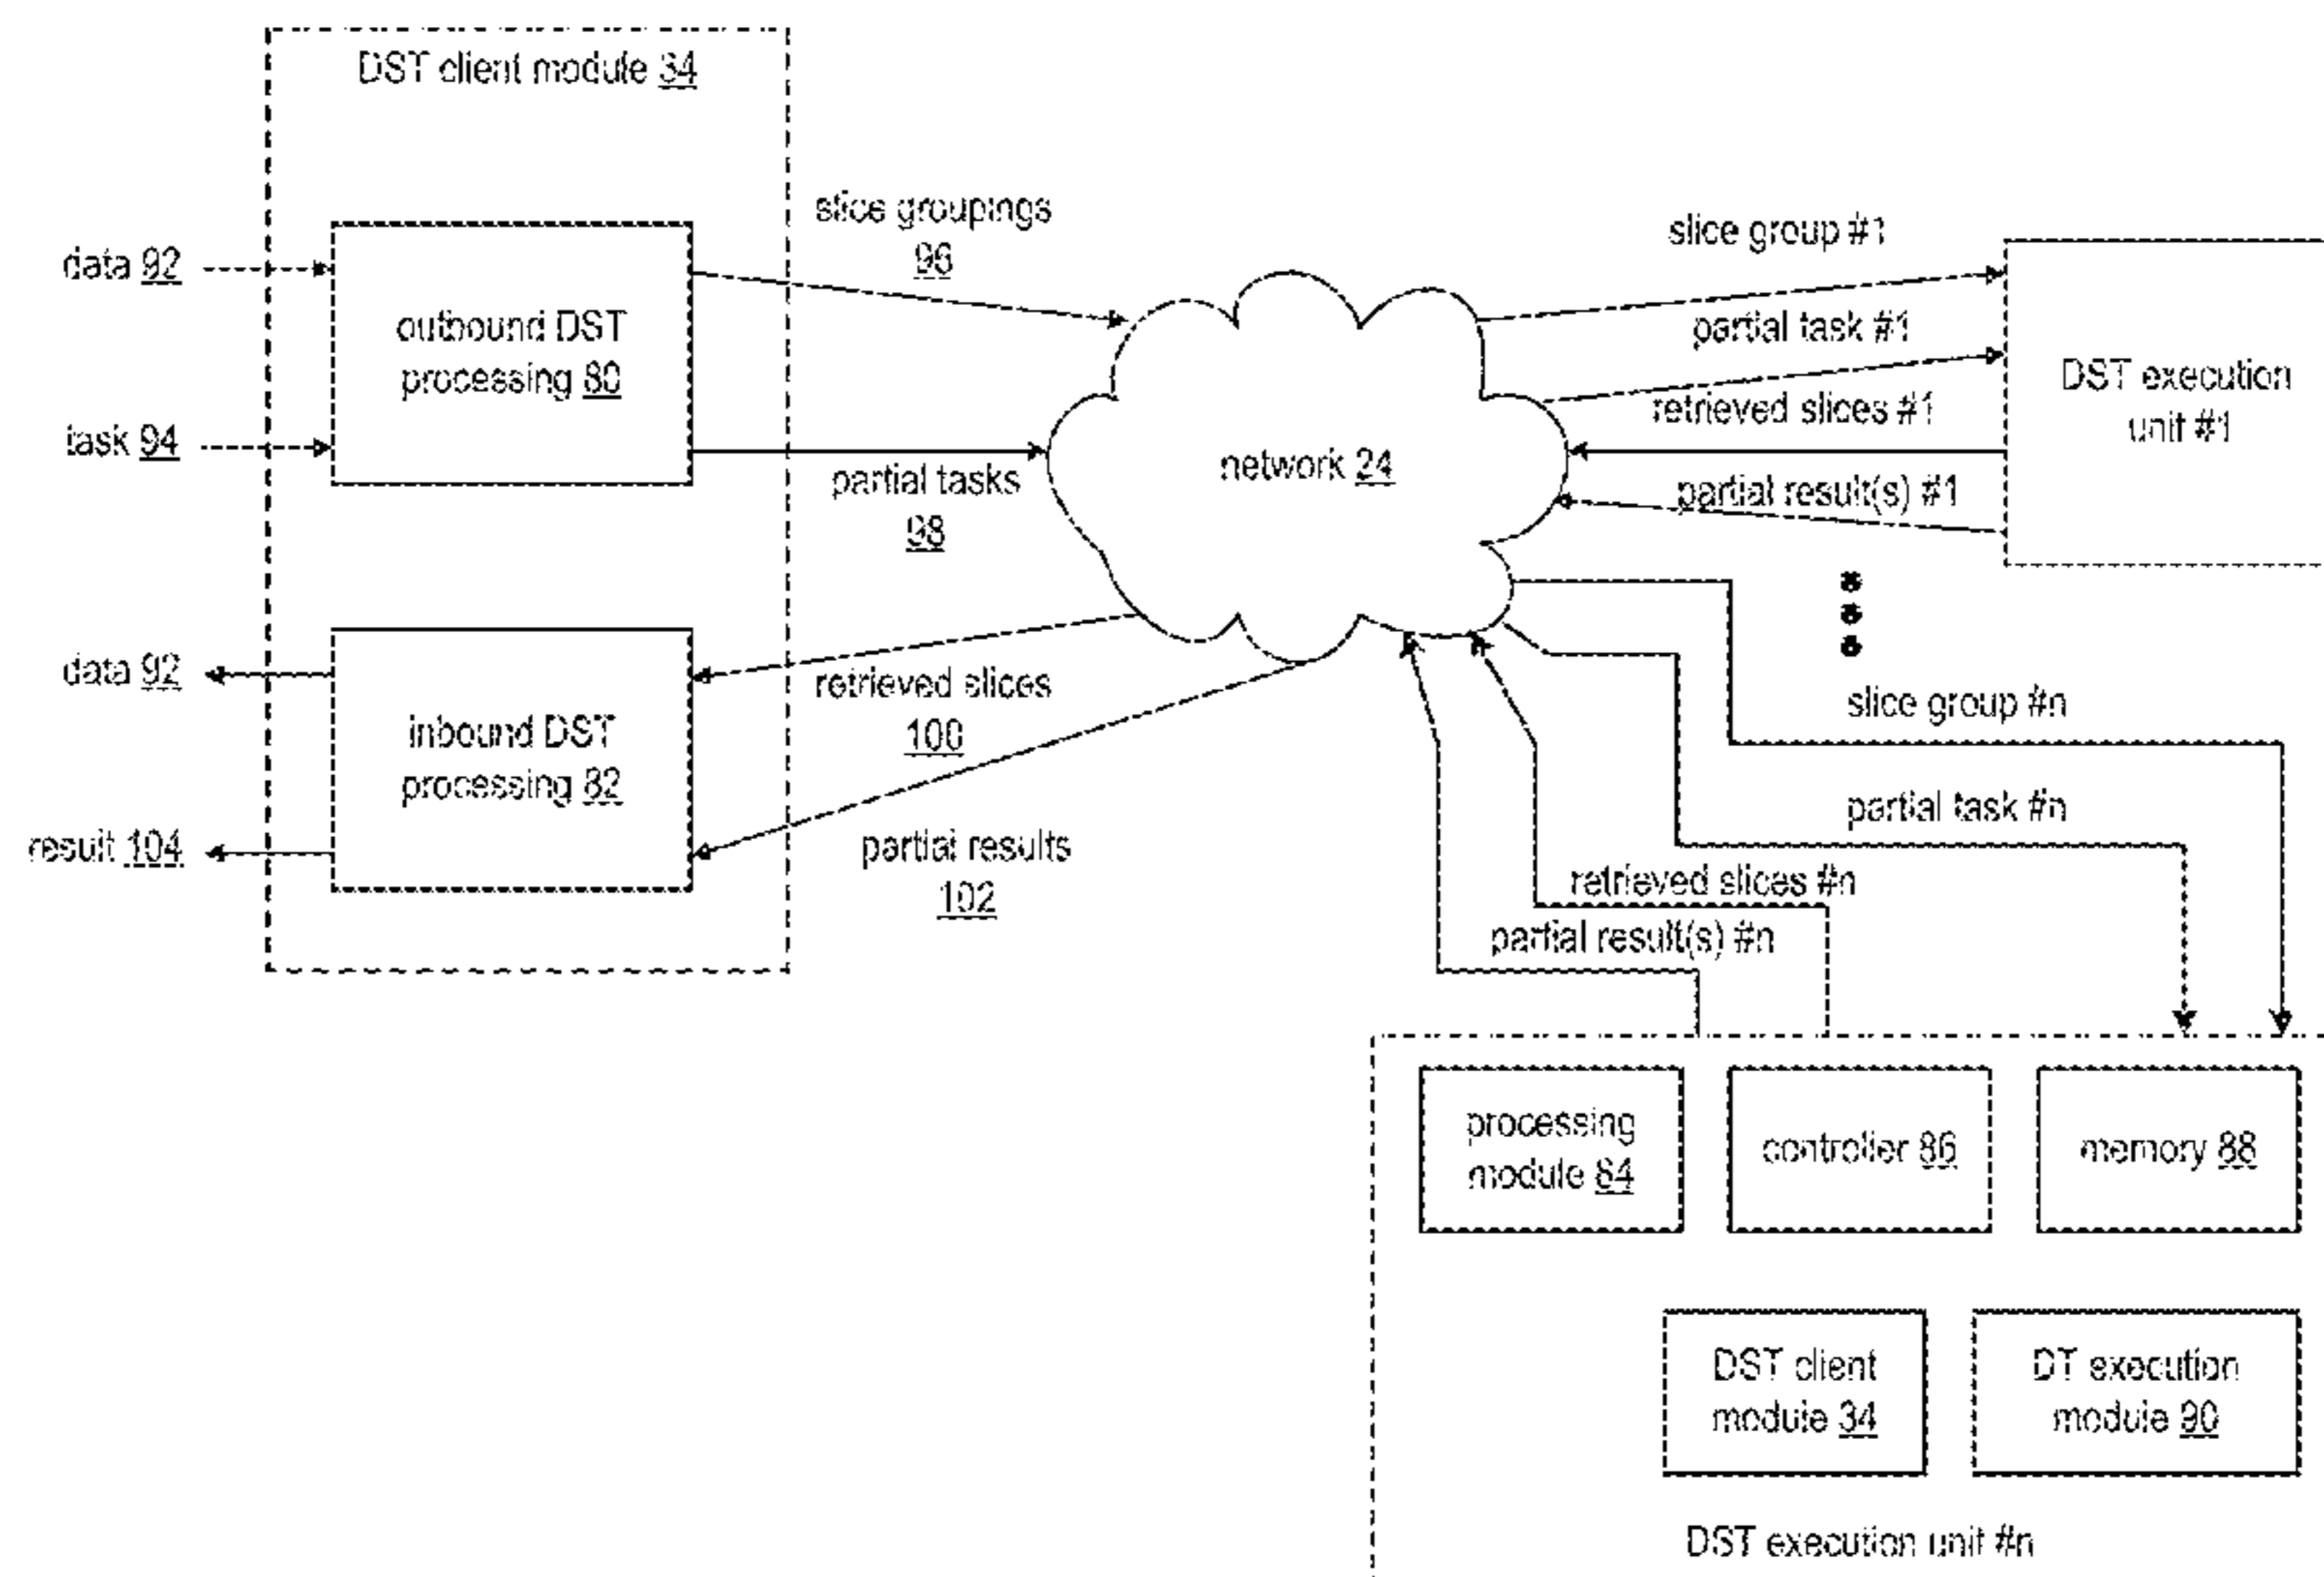 DST client module 34
data 92
task 94
outbound DST
processing 80
slice groupings
96
partial tasks
98
data 92
result 104
inbound DST
processing 82
retrieved slices
100
partial results
102
network 24
slice group #1
partial task #1
retrieved slices #1
partial result(s) #1
DST execution
unit #1
slice group #n
partial task #n
retrieved slices #n
partial result(s) #n
processing
module 84
controller 86
memory 88
DST client
module 34
DT execution
module 90
DST execution unit #n